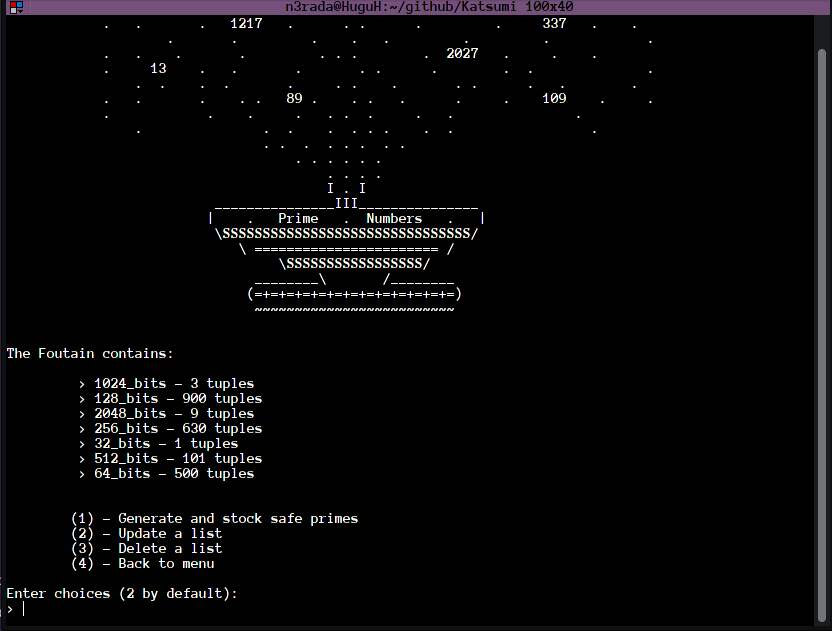 n3rada@HuguH:~/github/Katsumi 100x40
1217 337
2027
13
89 109
I . I
_______________III_______________
| . Prime . Numbers . |
\SSSSSSSSSSSSSSSSSSSSSSSSSSSSSSS/
\ ======================= /
\SSSSSSSSSSSSSSSSS/
________\ /________
(=+=+=+=+=+=+=+=+=+=+=+=+=)
~~~~~~~~~~~~~~~~~~~~~~~~~
The Foutain contains:
> 1024_bits - 3 tuples
> 128_bits - 900 tuples
> 2048_bits - 9 tuples
> 256_bits - 630 tuples
> 32_bits - 1 tuples
> 512_bits - 101 tuples
> 64_bits - 500 tuples
(1) - Generate and stock safe primes
(2) - Update a list
(3) - Delete a list
(4) - Back to menu
Enter choices (2 by default):
>